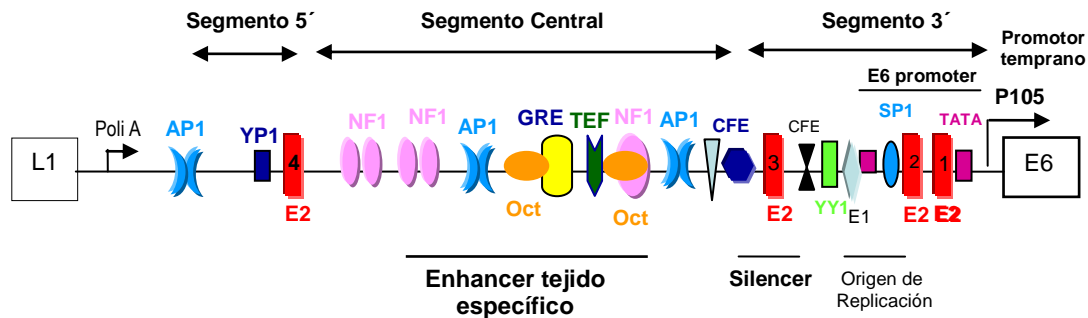 Segmento 5´
Segmento Central
Segmento 3´
Promotor
temprano
E6 promoter
P105
Poli A
AP1
YP1
NF1
NF1
AP1
GRE
TEF
NF1
AP1
CFE
CFE
SP1
TATA
L1
4
3
2
1
E6
E2
Oct
Oct
E2
YY1
E1
E2
E2
Enhancer tejido
específico
Silencer
Origen de
Replicación